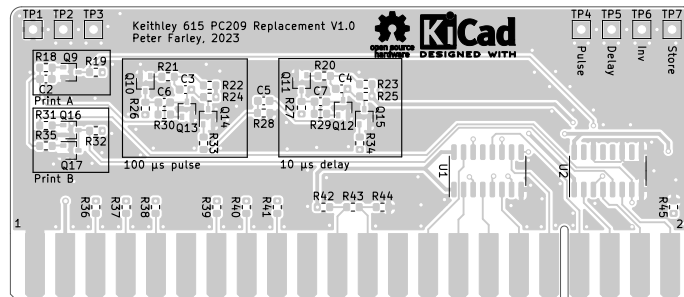 TP1 TP2 TP3
Keithley 615 PC209 Replacement V1.0
Peter Farley, 2023
open source
hardware
KiCad
DESIGNED WITH
TP4 TP5 TP6 TP7
Pulse
Delay
Inv
Store
R18 Q9 R19
C2
Print A
R31 Q16
R35 R32
Q17
Print B
Q10 R21
C3
C6
R22
R24
R26
R30
Q13
Q14
R33
100 µs pulse
C5
R28
Q11 R20
C4
C7
R23
R25
R27
R29
Q12
Q15
R34
10 µs delay
U1
U2
R36
R37
R38
R39
R40
R41
R42 R43 R44
R45
1
2